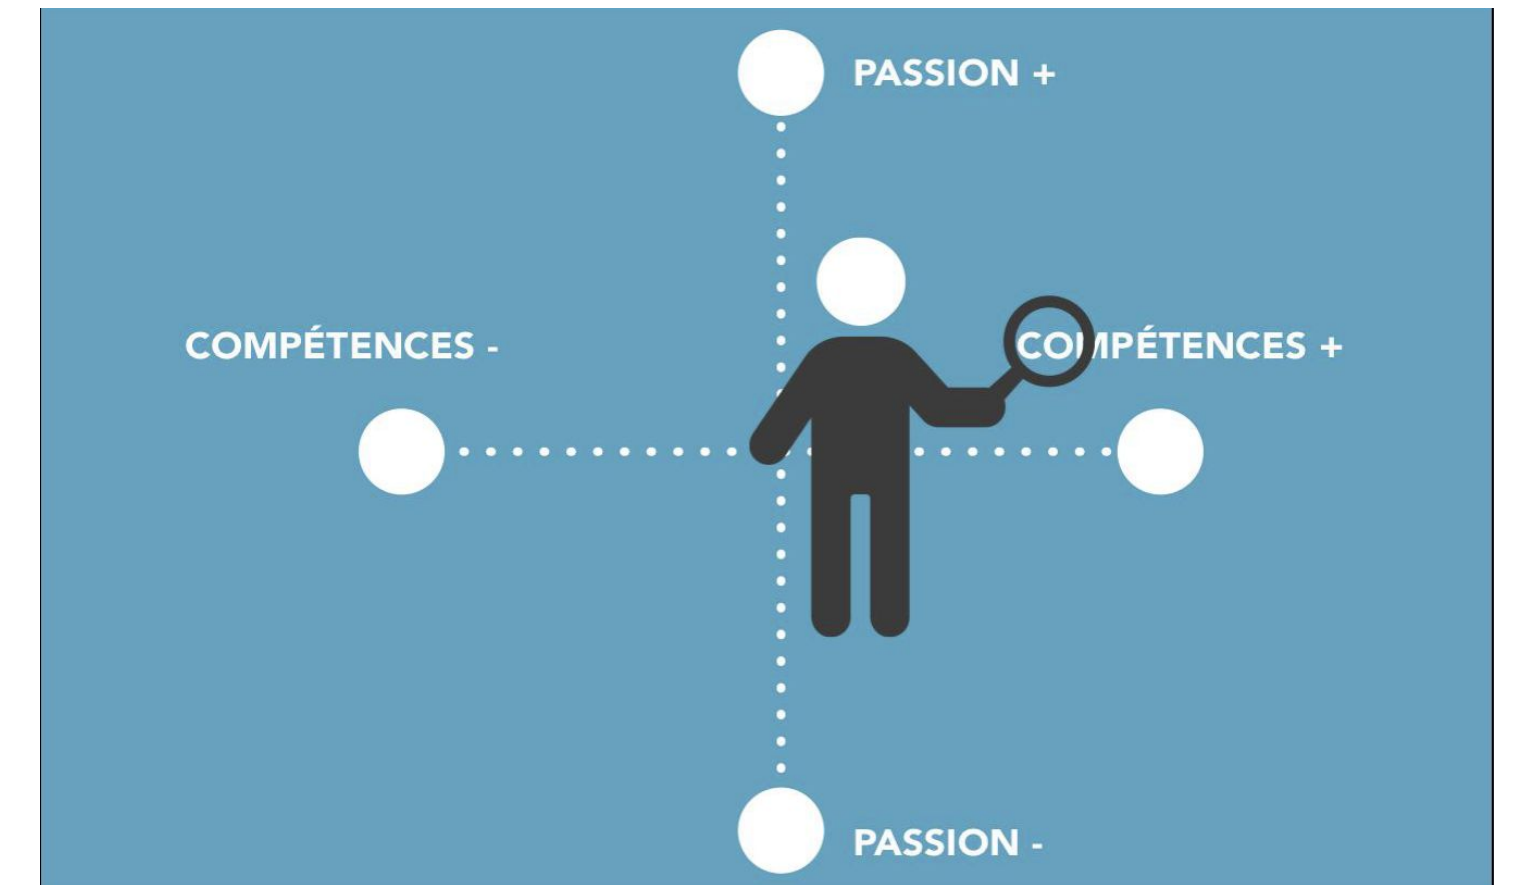 PASSION +
COMPÉTENCES -
COMPÉTENCES +
PASSION -